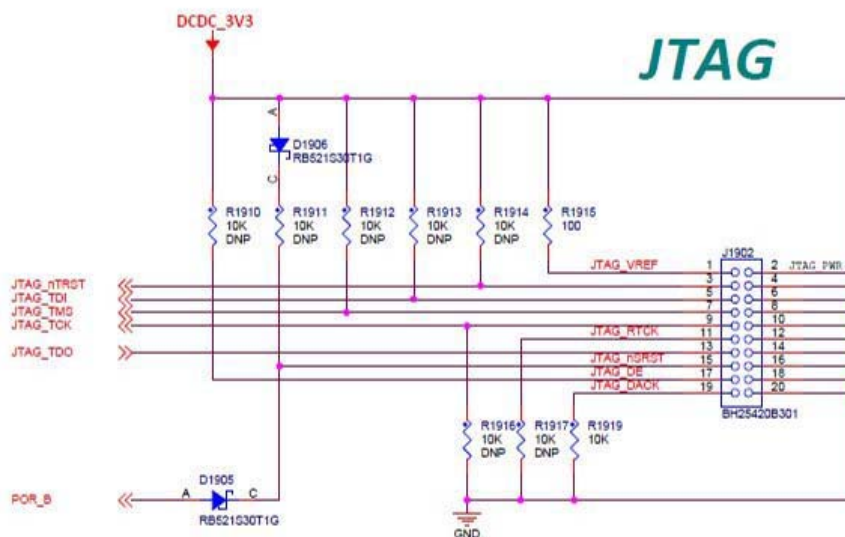 DCDC_3V3
JTAG
A
D1906
RB521S30T1G
C
R1910
10K
DNP
R1911
10K
DNP
R1912
10K
DNP
R1913
10K
DNP
R1914
10K
DNP
R1915
100
J1902
JTAG_VREF
1
2
JTAG_PWR
JTAG_nTRST
3
4
JTAG_TDI
5
6
JTAG_TMS
7
8
JTAG_TCK
9
10
JTAG_RTCK
11
12
JTAG_TDO
13
14
JTAG_nSRST
15
16
JTAG_DE
17
18
JTAG_DACK
19
20
BH25420B301
R1916
10K
DNP
R1917
10K
DNP
R1919
10K
D1905
POR_B
A
C
RB521S30T1G
GND